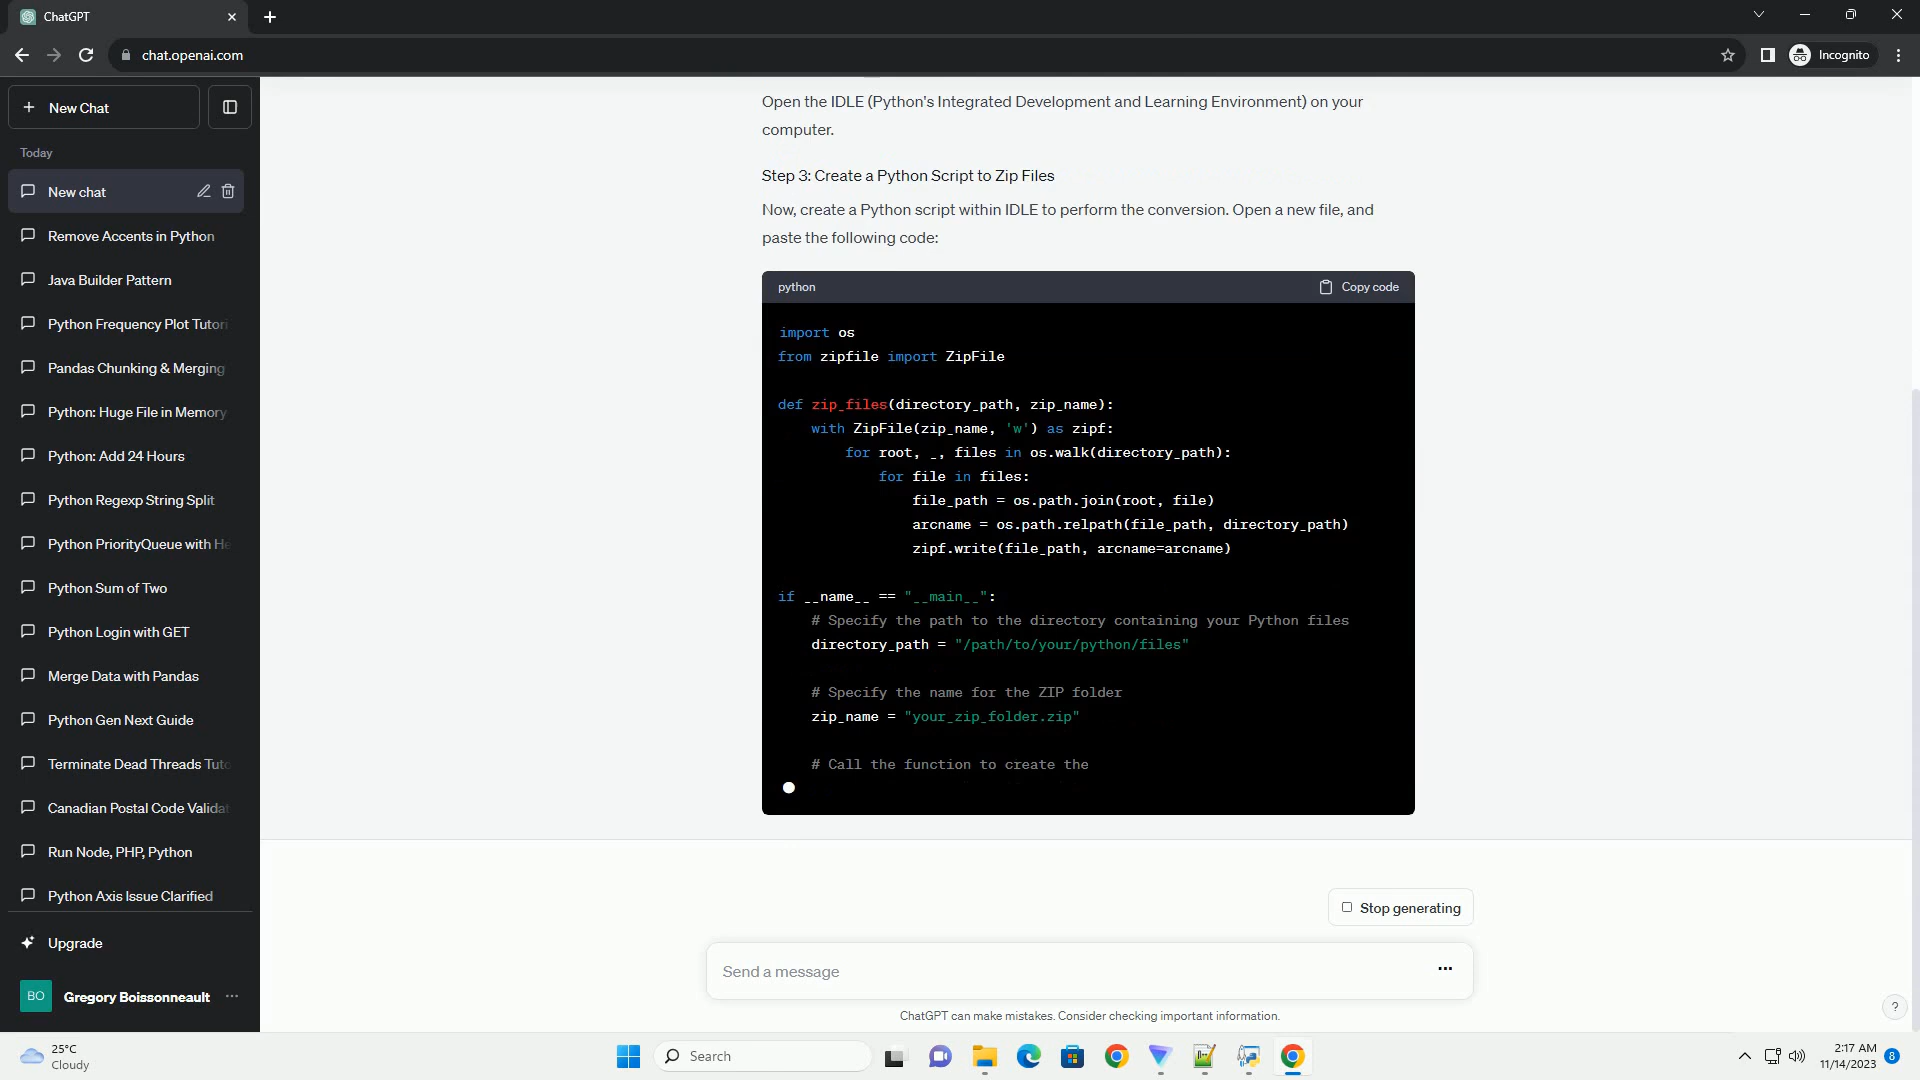 ChatGPT
chat.openai.com
Incognito
New Chat
Today
New chat
Remove Accents in Python
Java Builder Pattern
Python Frequency Plot Tutori
Pandas Chunking & Merging
Python: Huge File in Memory
Python: Add 24 Hours
Python Regexp String Split
Python PriorityQueue with He
Python Sum of Two
Python Login with GET
Merge Data with Pandas
Python Gen Next Guide
Terminate Dead Threads Tuto
Canadian Postal Code Validat
Run Node, PHP, Python
Python Axis Issue Clarified
Upgrade
BO
Gregory Boissonneault
Open the IDLE (Python's Integrated Development and Learning Environment) on your
computer.
Step 3: Create a Python Script to Zip Files
Now, create a Python script within IDLE to perform the conversion. Open a new file, and
paste the following code:
python
Copy code
import os
from zipfile import ZipFile
def zip_files(directory_path, zip_name):
    with ZipFile(zip_name, 'w') as zipf:
        for root, _, files in os.walk(directory_path):
            for file in files:
                file_path = os.path.join(root, file)
                arcname = os.path.relpath(file_path, directory_path)
                zipf.write(file_path, arcname=arcname)
if __name__ == "__main__":
    # Specify the path to the directory containing your Python files
    directory_path = "/path/to/your/python/files"
    # Specify the name for the ZIP folder
    zip_name = "your_zip_folder.zip"
    # Call the function to create the
Stop generating
Send a message
ChatGPT can make mistakes. Consider checking important information.
?
25°C
Cloudy
Search
2:17 AM
11/14/2023
8